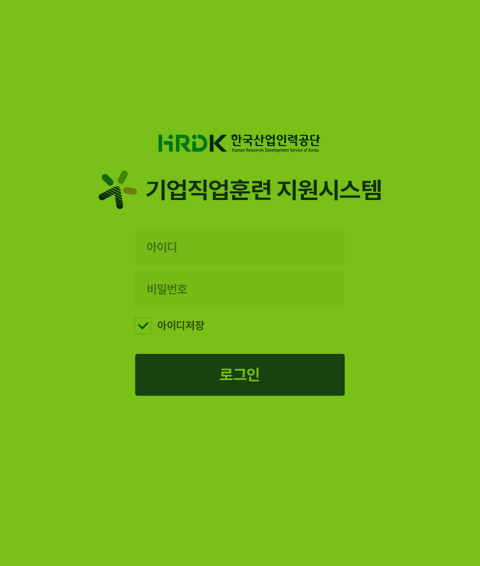 HRDK 한국산업인력공단
Human Resources Development Service of Korea
기업직업훈련 지원시스템
아이디
비밀번호
아이디저장
로그인